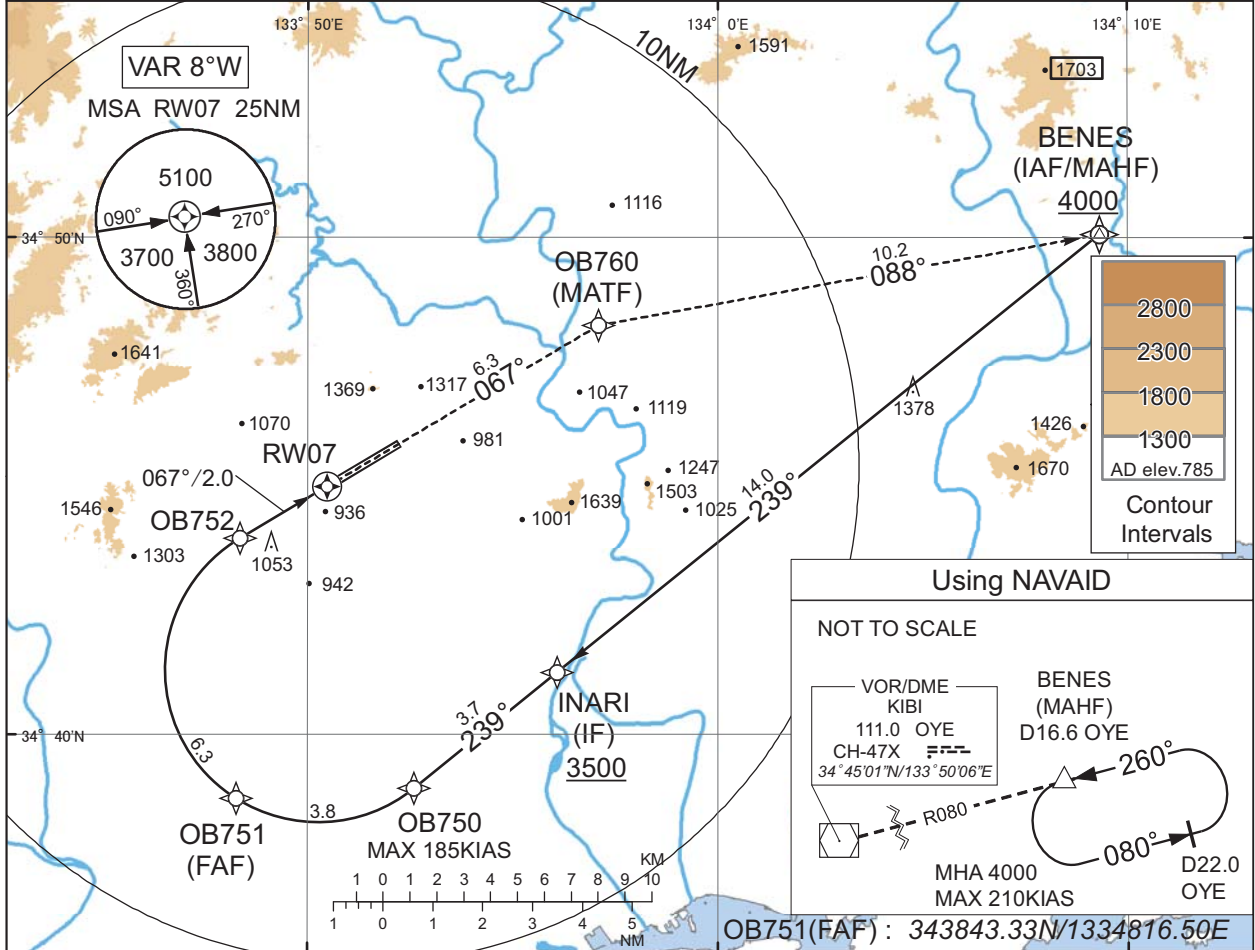 133° 50'E
134° 0'E
134° 10'E
10NM
1591
1703
VAR 8°W
MSA RW07 25NM
5100
090°
270°
3700
3800
360°
BENES
(IAF/MAHF)
4000
1116
34° 50'N
OB760
(MATF)
10.2
088°
2800
2300
1800
1300
AD elev.785
Contour
Intervals
1641
1369
1317
6.3
067°
1047
1119
1378
1426
1670
1070
981
RW07
067°/2.0
1247
1503
1639
1025
1001
14.0
239°
1546
OB752
936
1303
1053
942
Using NAVAID
NOT TO SCALE
VOR/DME
KIBI
111.0 OYE
CH-47X
34°45'01"N/133°50'06"E
BENES
(MAHF)
D16.6 OYE
260°
R080
080°
D22.0
OYE
MHA 4000
MAX 210KIAS
INARI
(IF)
3500
3.7
239°
34° 40'N
6.3
3.8
OB751
(FAF)
OB750
MAX 185KIAS
KM
1 0 1 2 3 4 5 6 7 8 9 10
1 0 1 2 3 4 5
NM
OB751(FAF) : 343843.33N/1334816.50E